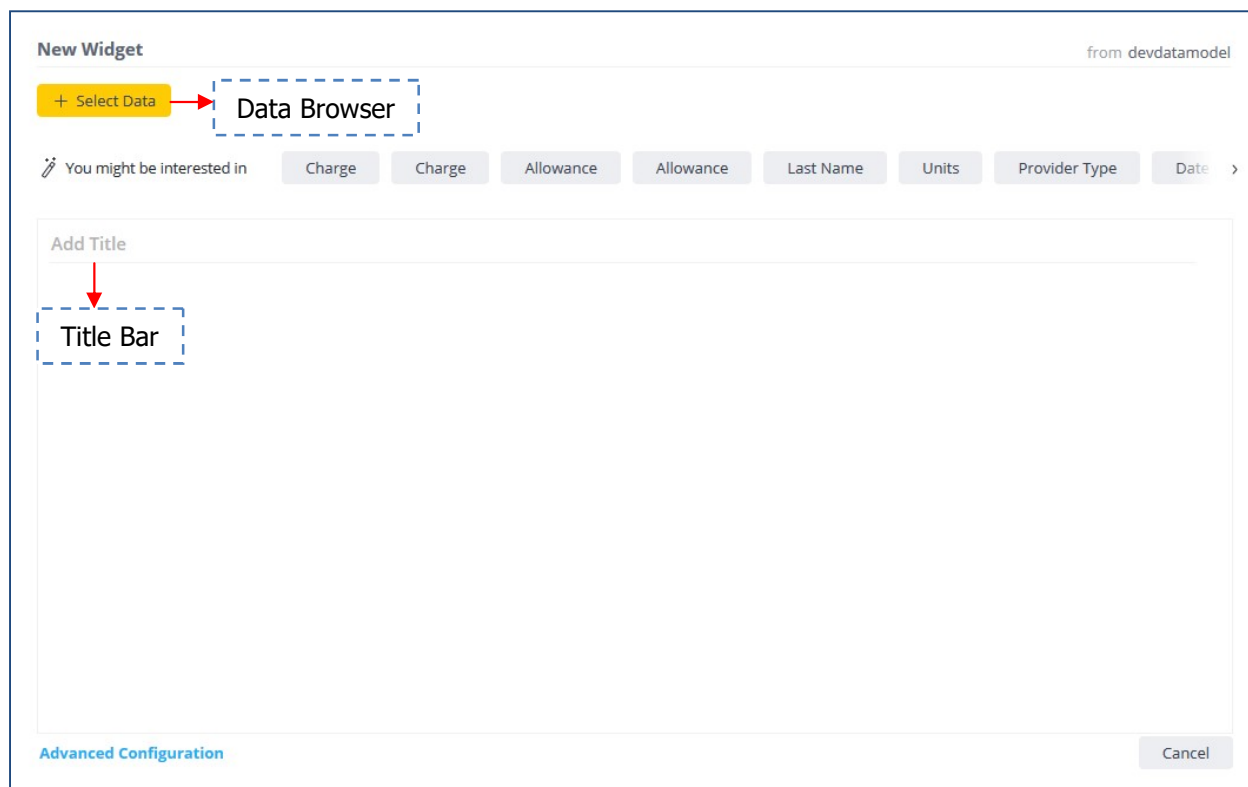 New Widget
from devdatamodel
+ Select Data
Data Browser
You might be interested in Charge Charge Allowance Allowance Last Name Units Provider Type Date
Add Title
Title Bar
Advanced Configuration
Cancel